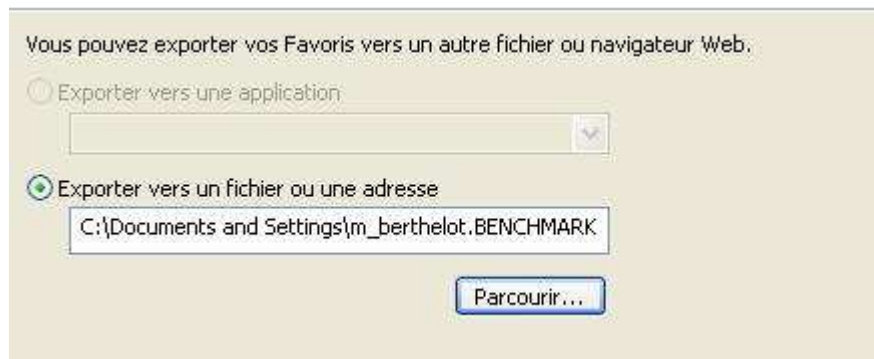 Vous pouvez exporter vos Favoris vers un autre fichier ou navigateur Web.
Exporter vers une application
Exporter vers un fichier ou une adresse
C:\Documents and Settings\m_berthelot.BENCHMARK
Parcourir...